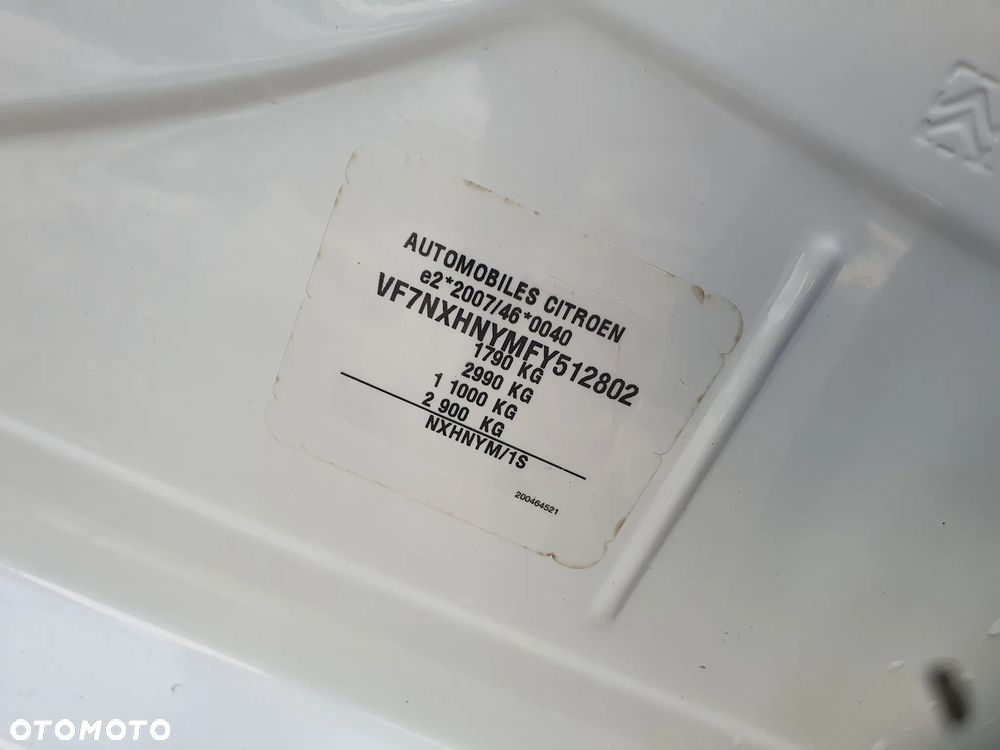 AUTOMOBILES CITROEN
e2*2007/46*0040
VF7NXHNYMFY512802
1790 KG
2990 KG
1 1000 KG
2 900 KG
NXHNYM/1S
200464521
OTOMOTO